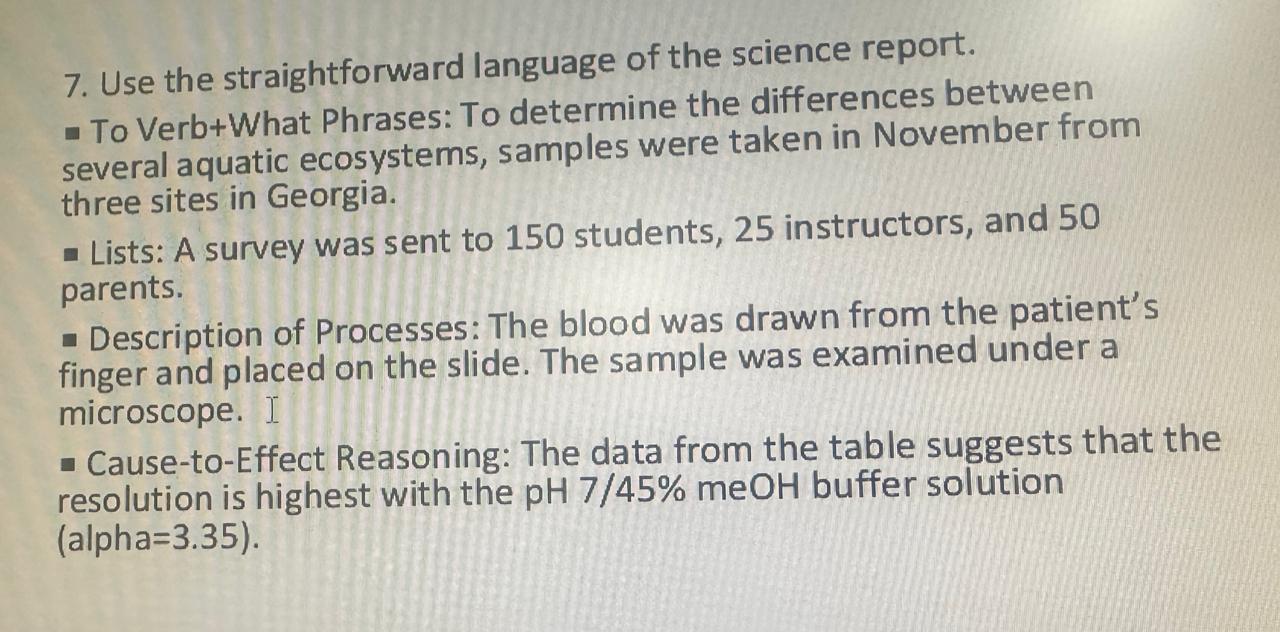 7. Use the straightforward language of the science report.
▪ To Verb+What Phrases: To determine the differences between
several aquatic ecosystems, samples were taken in November from
three sites in Georgia.
▪ Lists: A survey was sent to 150 students, 25 instructors, and 50
parents.
▪ Description of Processes: The blood was drawn from the patient’s
finger and placed on the slide. The sample was examined under a
microscope.
▪ Cause-to-Effect Reasoning: The data from the table suggests that the
resolution is highest with the pH 7/45% meOH buffer solution
(alpha=3.35).